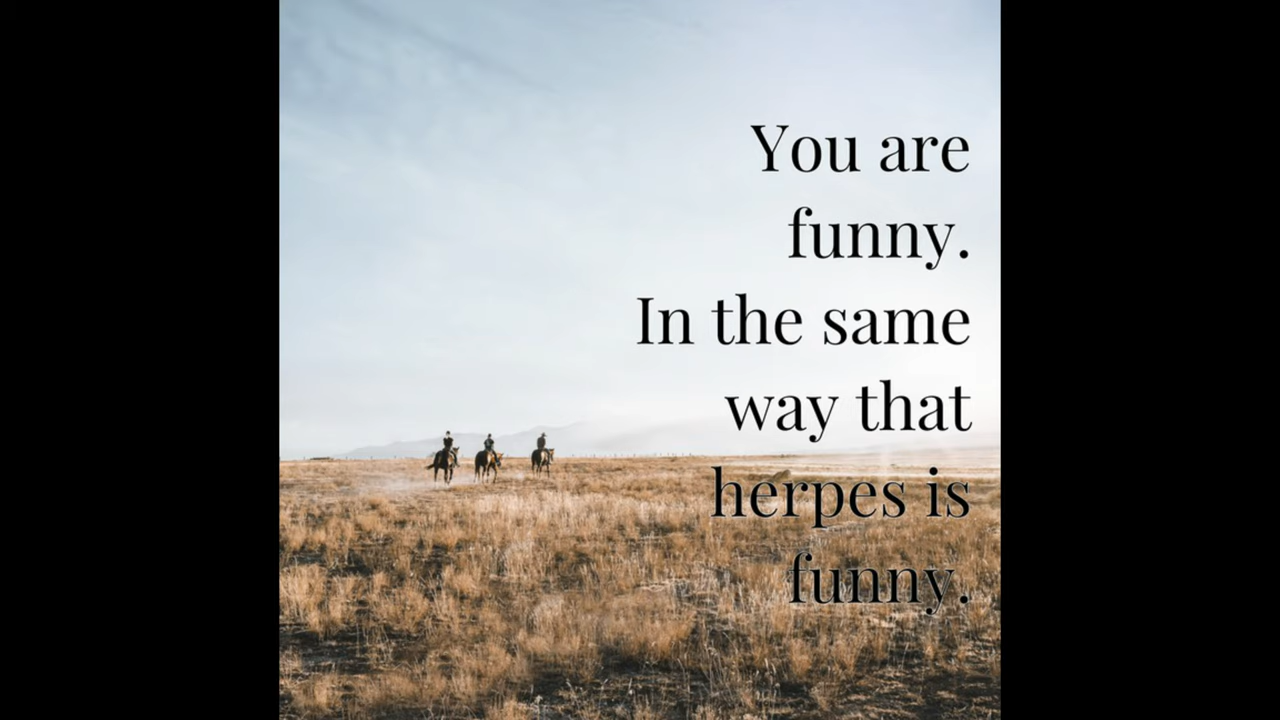 You are
funny.
In the same
way that
herpes is
funny.